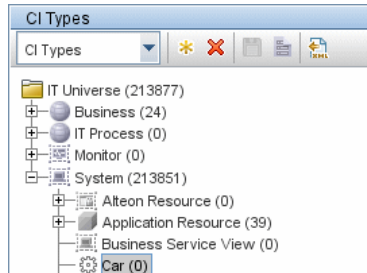 CI Types
CI Types
XML
IT Universe (213877)
Business (24)
IT Process (0)
Monitor (0)
System (213851)
Alteon Resource (0)
Application Resource (39)
Business Service View (0)
Car (0)